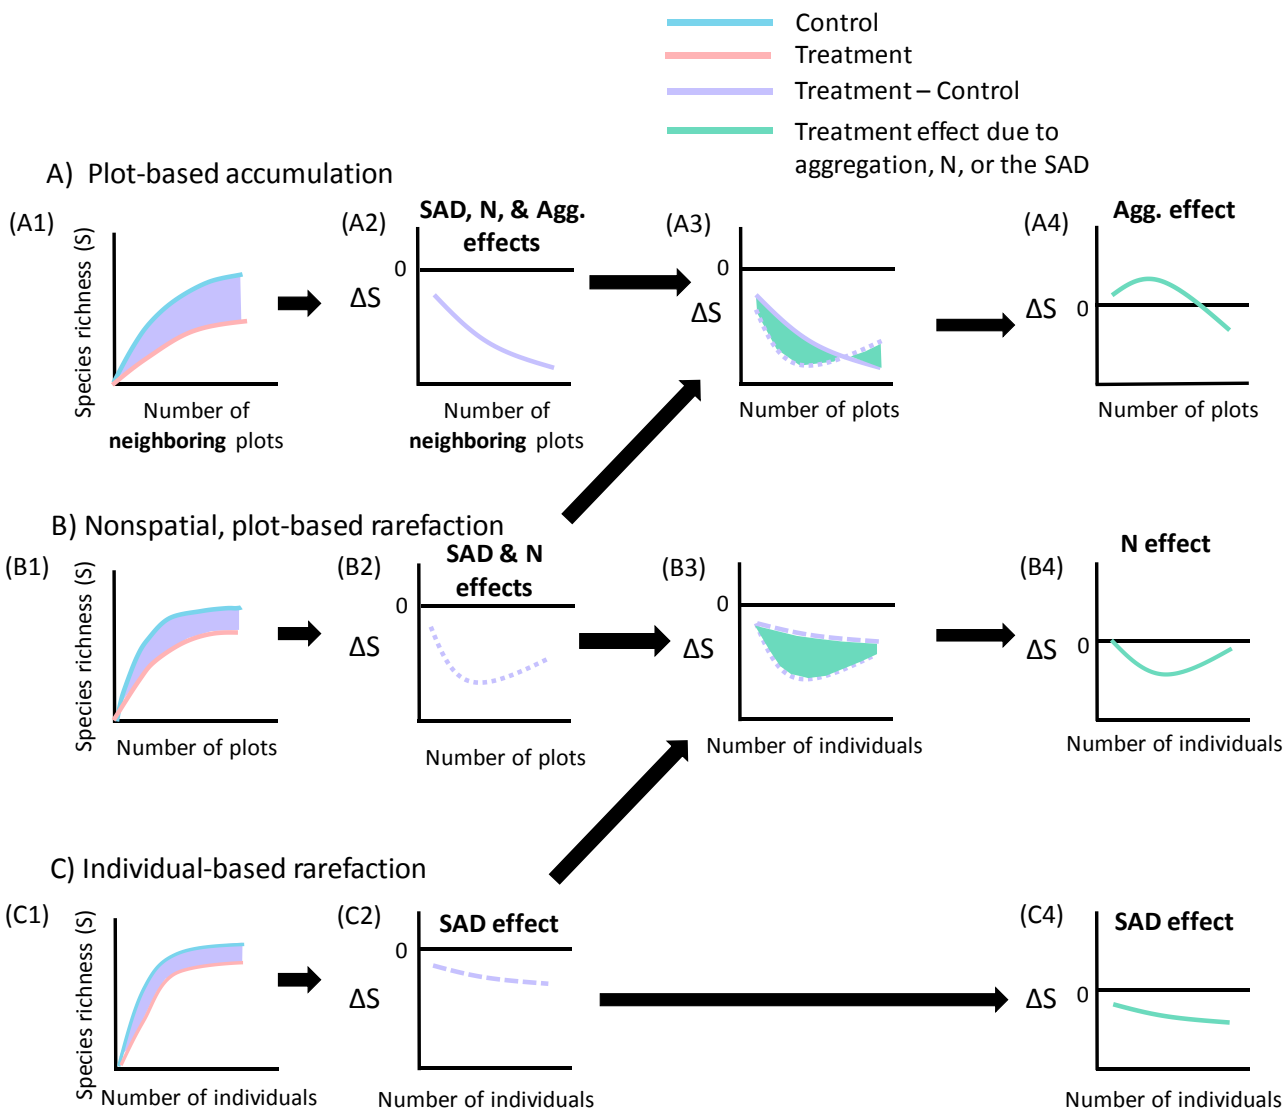 Control
Treatment
Treatment – Control
Treatment effect due to
aggregation, N, or the SAD
A) Plot-based accumulation
(A1)
Species richness (S)
Number of
neighboring plots
(A2)
SAD, N, & Agg.
effects
0
ΔS
Number of
neighboring plots
(A3)
0
ΔS
Number of plots
(A4)
Agg. effect
ΔS
0
Number of plots
B) Nonspatial, plot-based rarefaction
(B1)
Species richness (S)
Number of plots
(B2)
SAD & N
effects
0
ΔS
Number of plots
(B3)
0
ΔS
Number of individuals
(B4)
N effect
ΔS
0
Number of individuals
C) Individual-based rarefaction
(C1)
Species richness (S)
Number of individuals
(C2)
SAD effect
0
ΔS
Number of individuals
(C4)
SAD effect
ΔS
0
Number of individuals